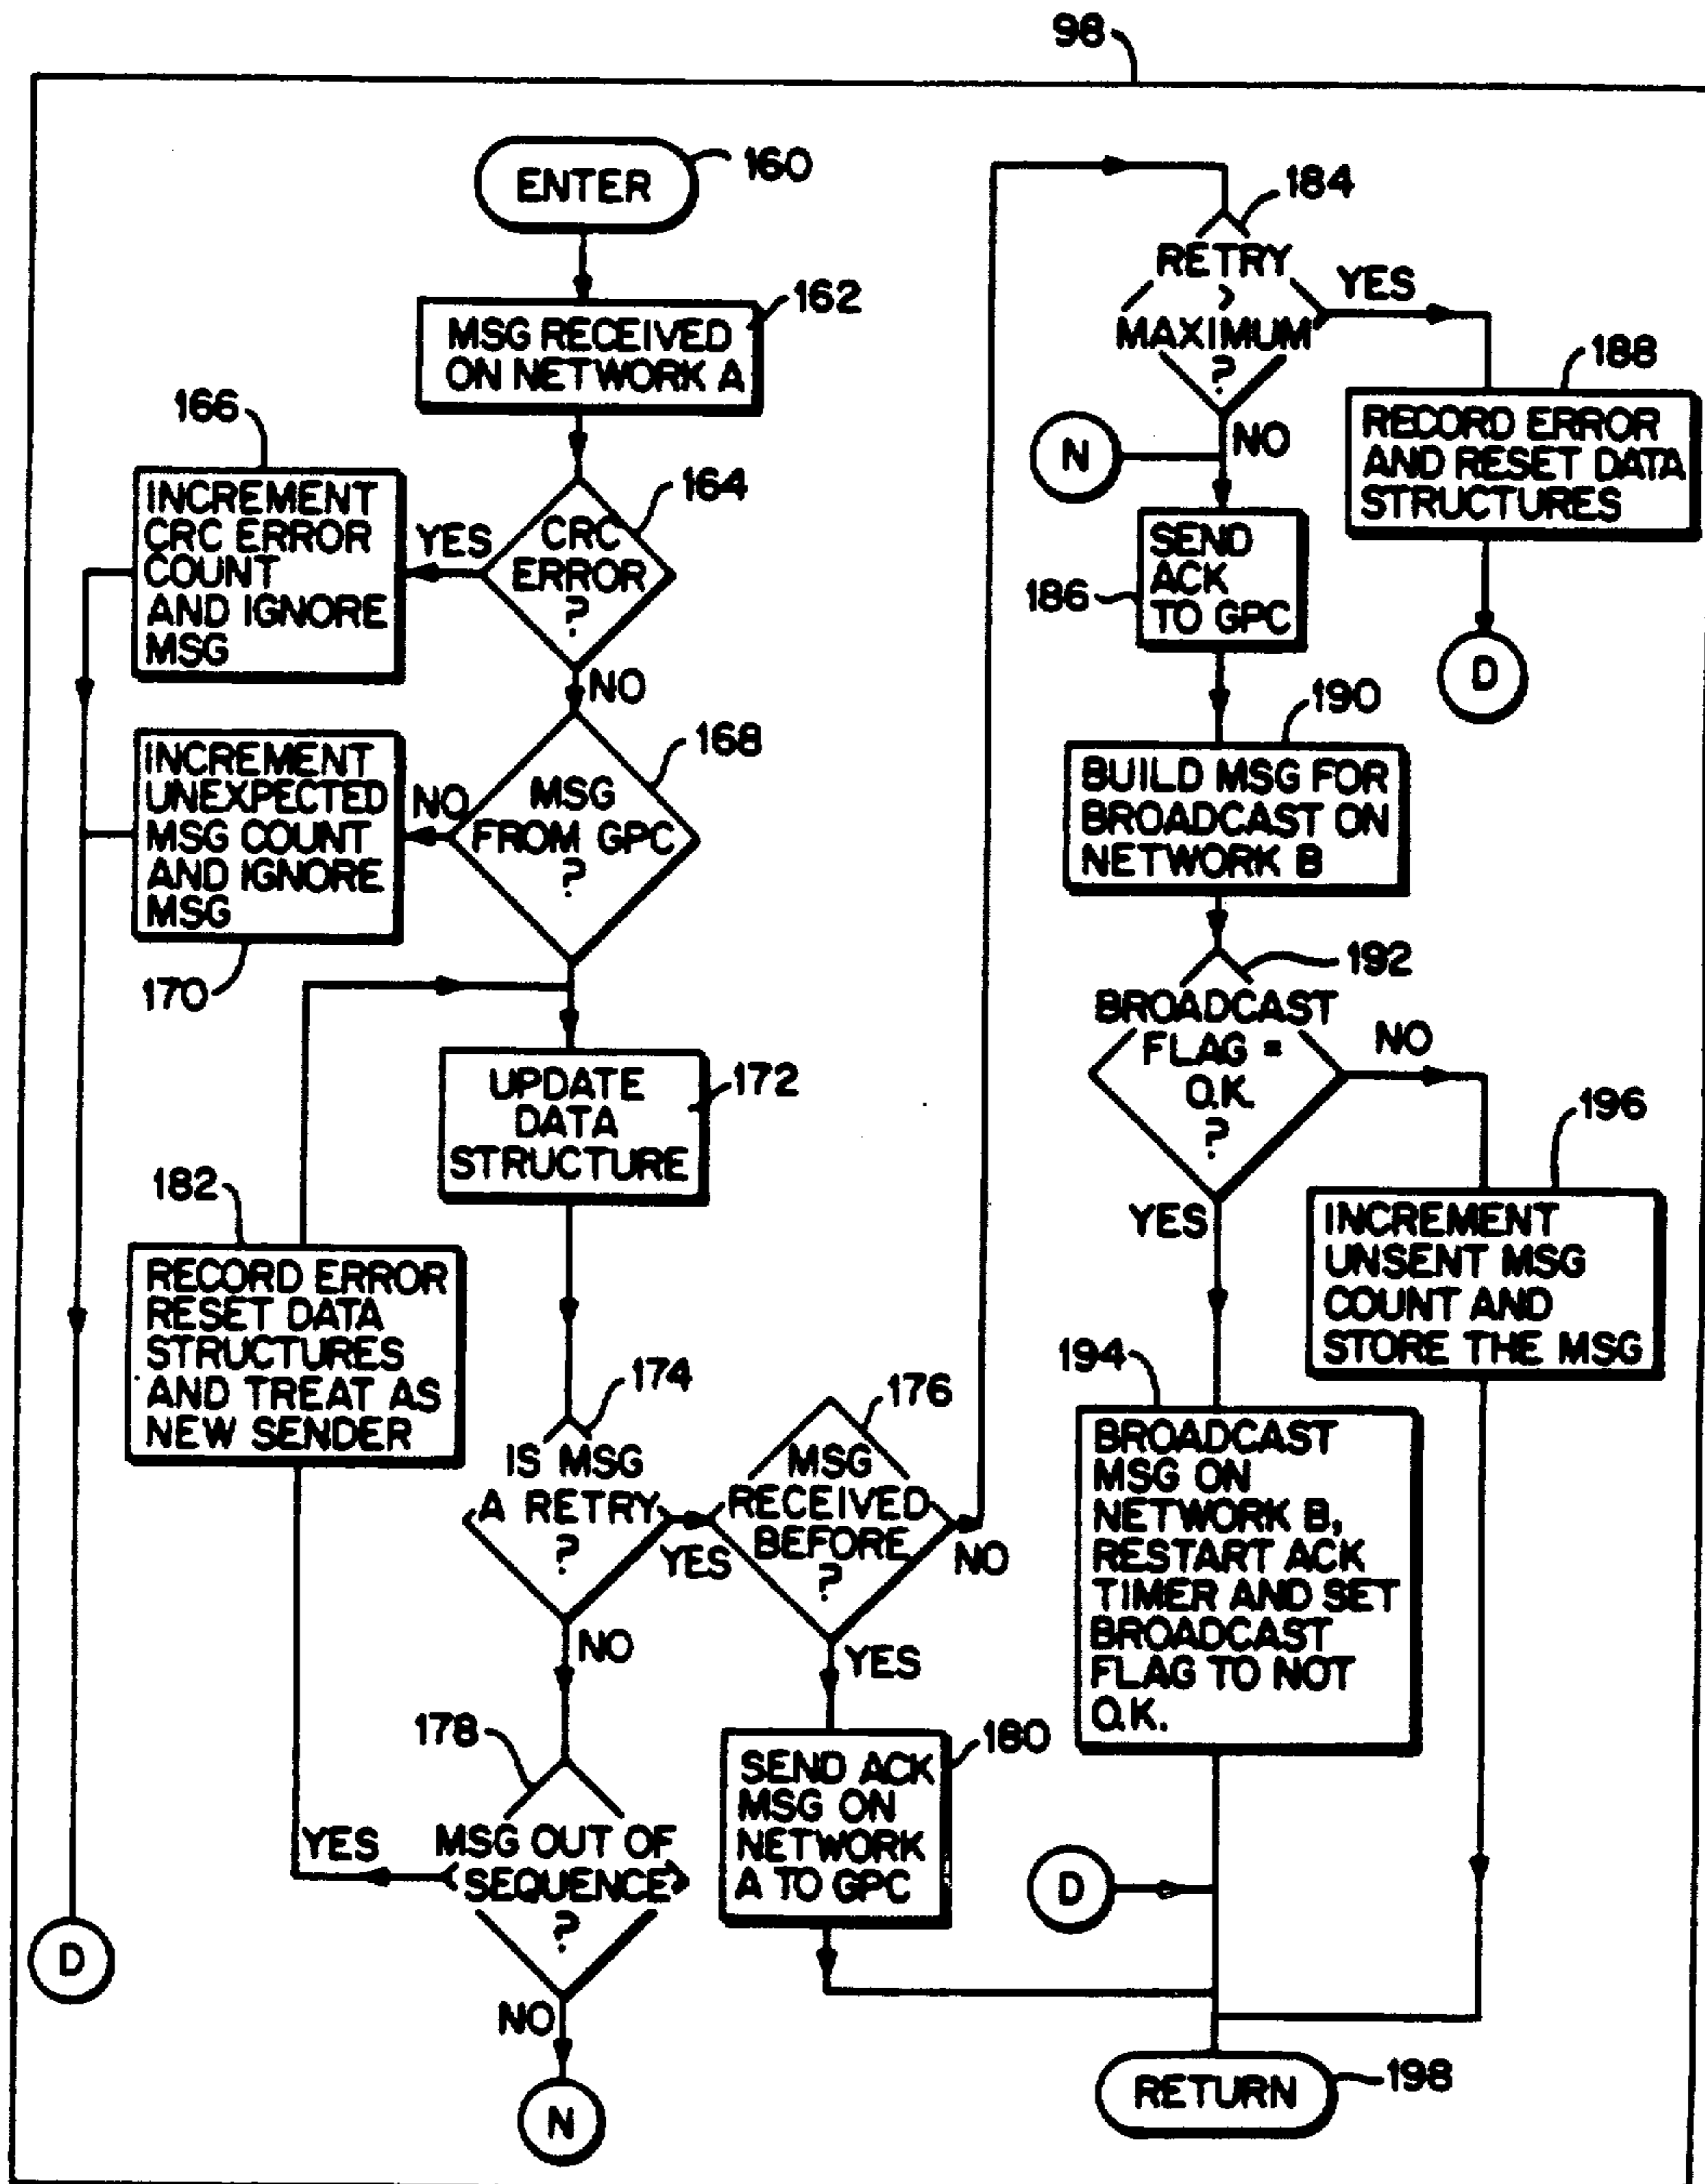 98
ENTER
160
MSG RECEIVED
ON NETWORK A
162
166
INCREMENT
CRC ERROR
COUNT
AND IGNORE
MSG
YES
CRC
ERROR
?
164
NO
INCREMENT
UNEXPECTED
MSG COUNT
AND IGNORE
MSG
170
NO
MSG
FROM GPC
?
168
UPDATE
DATA
STRUCTURE
172
182
RECORD ERROR
RESET DATA
STRUCTURES
AND TREAT AS
NEW SENDER
IS MSG
A RETRY
?
174
YES
NO
MSG
RECEIVED
BEFORE
?
176
NO
YES
178
MSG OUT OF
SEQUENCE
?
YES
NO
N
D
SEND ACK
MSG ON
NETWORK
A TO GPC
180
RETRY
>
MAXIMUM
?
184
YES
NO
N
188
RECORD ERROR
AND RESET DATA
STRUCTURES
D
SEND
ACK
TO GPC
186
190
BUILD MSG FOR
BROADCAST ON
NETWORK B
192
BROADCAST
FLAG =
O.K.
?
NO
YES
196
INCREMENT
UNSENT MSG
COUNT AND
STORE THE MSG
194
BROADCAST
MSG ON
NETWORK B,
RESTART ACK
TIMER AND SET
BROADCAST
FLAG TO NOT
O.K.
D
RETURN
198